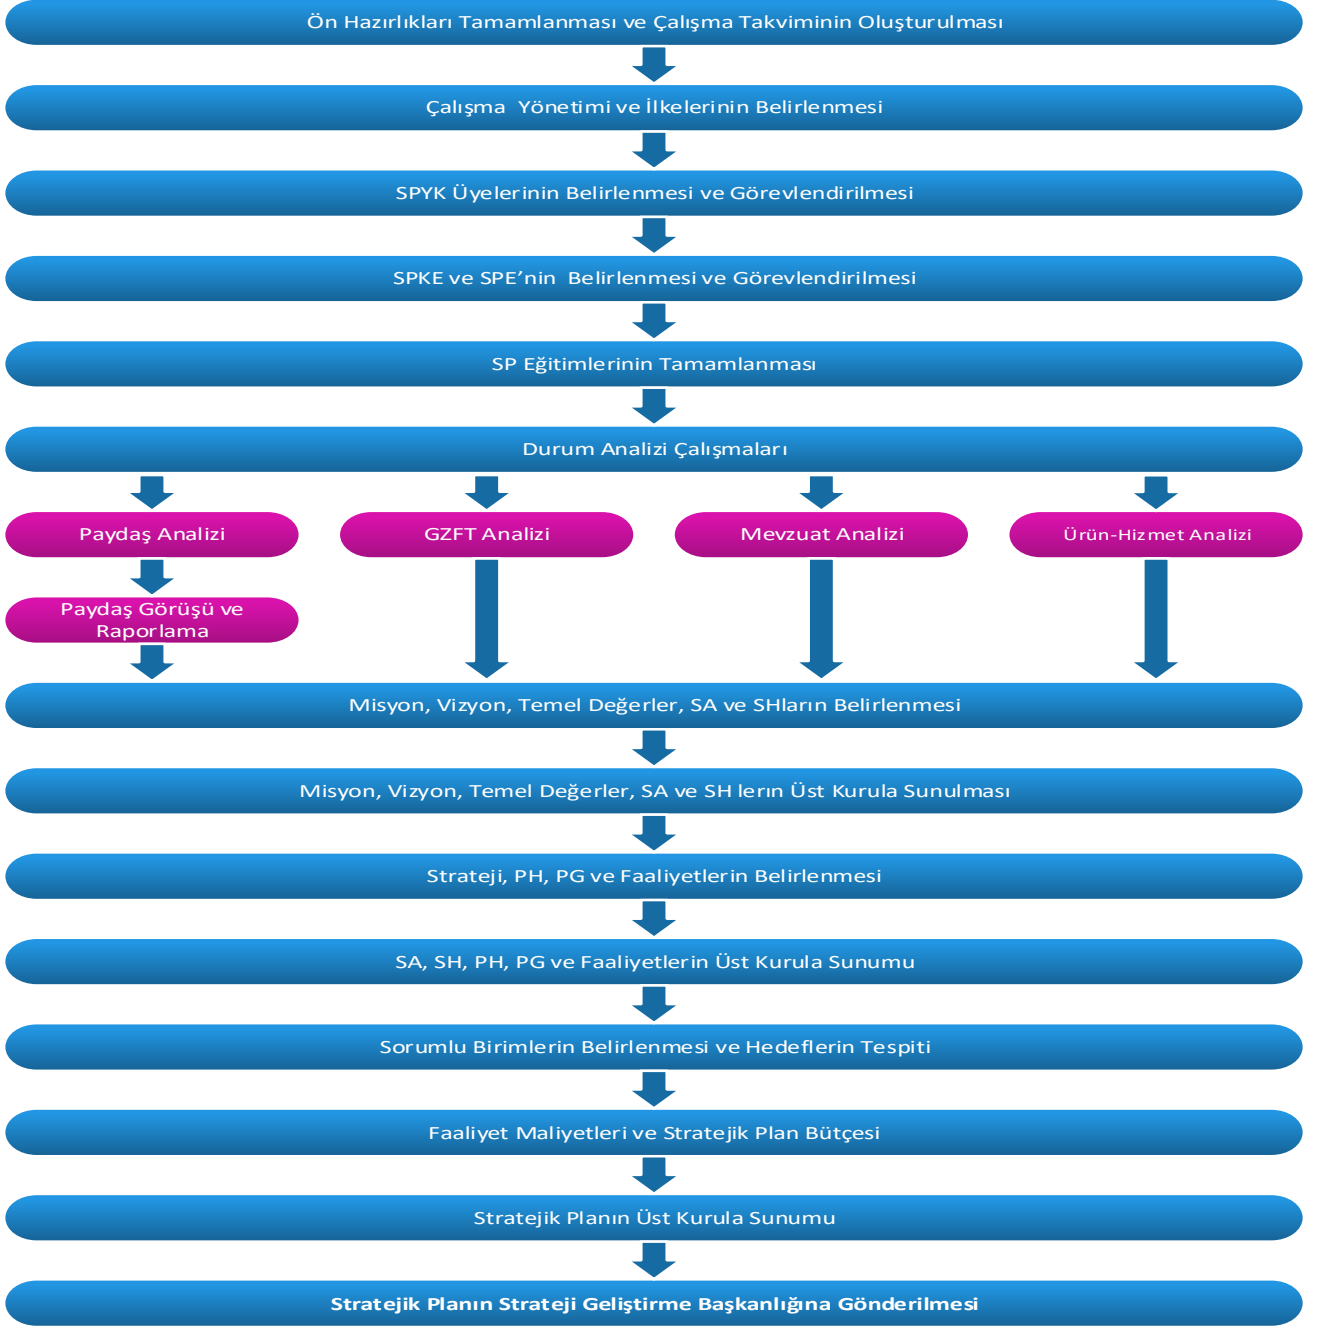 Ön Hazırlıkları Tamamlanması ve Çalışma Takviminin Oluşturulması
Çalışma Yönetimi ve İlkelerinin Belirlenmesi
SPYK Üyelerinin Belirlenmesi ve Görevlendirilmesi
SPKE ve SPE’nin Belirlenmesi ve Görevlendirilmesi
SP Eğitimlerinin Tamamlanması
Durum Analizi Çalışmaları
Paydaş Analizi
GZFT Analizi
Mevzuat Analizi
Ürün-Hizmet Analizi
Paydaş Görüşü ve
Raporlama
Misyon, Vizyon, Temel Değerler, SA ve SHların Belirlenmesi
Misyon, Vizyon, Temel Değerler, SA ve SH lerın Üst Kurula Sunulması
Strateji, PH, PG ve Faaliyetlerin Belirlenmesi
SA, SH, PH, PG ve Faaliyetlerin Üst Kurula Sunumu
Sorumlu Birimlerin Belirlenmesi ve Hedeflerin Tespiti
Faaliyet Maliyetleri ve Stratejik Plan Bütçesi
Stratejik Planın Üst Kurula Sunumu
Stratejik Planın Strateji Geliştirme Başkanlığına Gönderilmesi